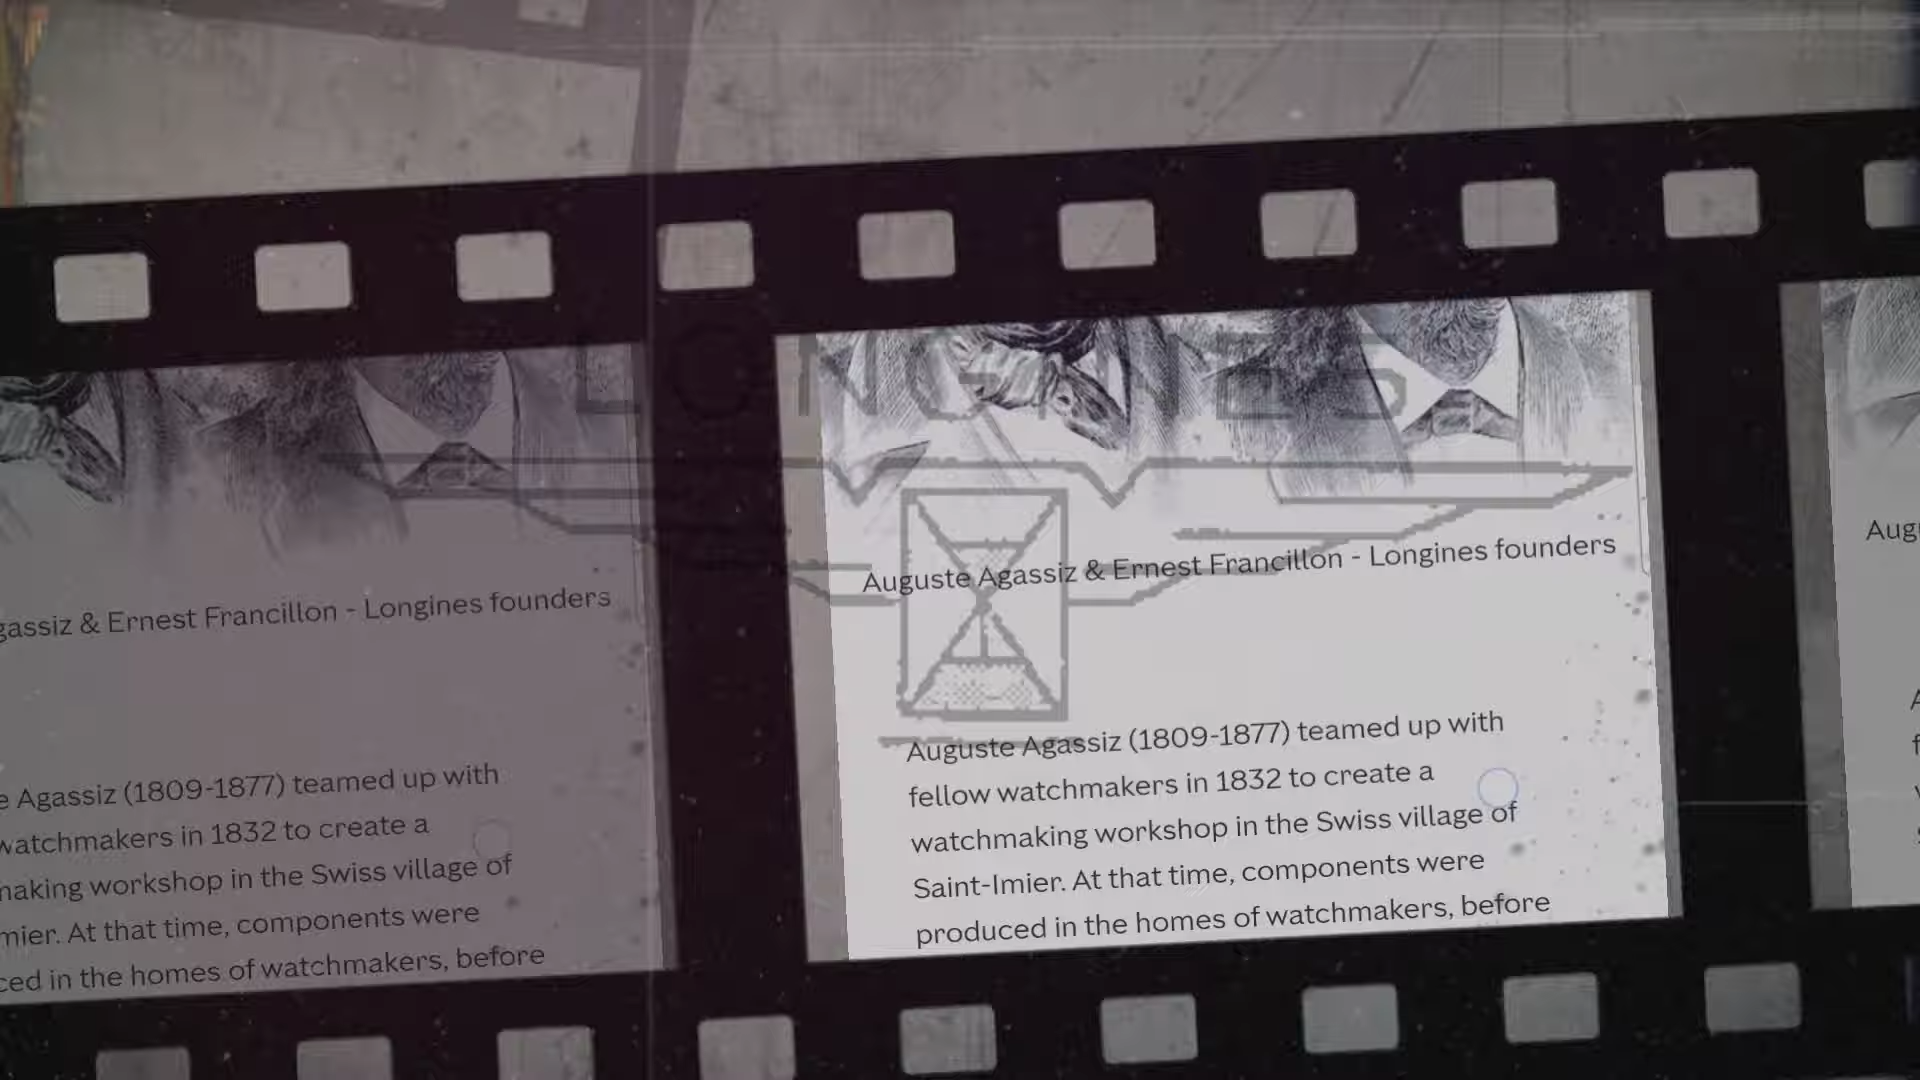 LONGINES
gassiz & Ernest Francillon - Longines founders
e Agassiz (1809-1877) teamed up with
watchmakers in 1832 to create a
making workshop in the Swiss village of
mier. At that time, components were
ced in the homes of watchmakers, before
Auguste Agassiz & Ernest Francillon - Longines founders
Auguste Agassiz (1809-1877) teamed up with
fellow watchmakers in 1832 to create a
watchmaking workshop in the Swiss village of
Saint-Imier. At that time, components were
produced in the homes of watchmakers, before
Aug